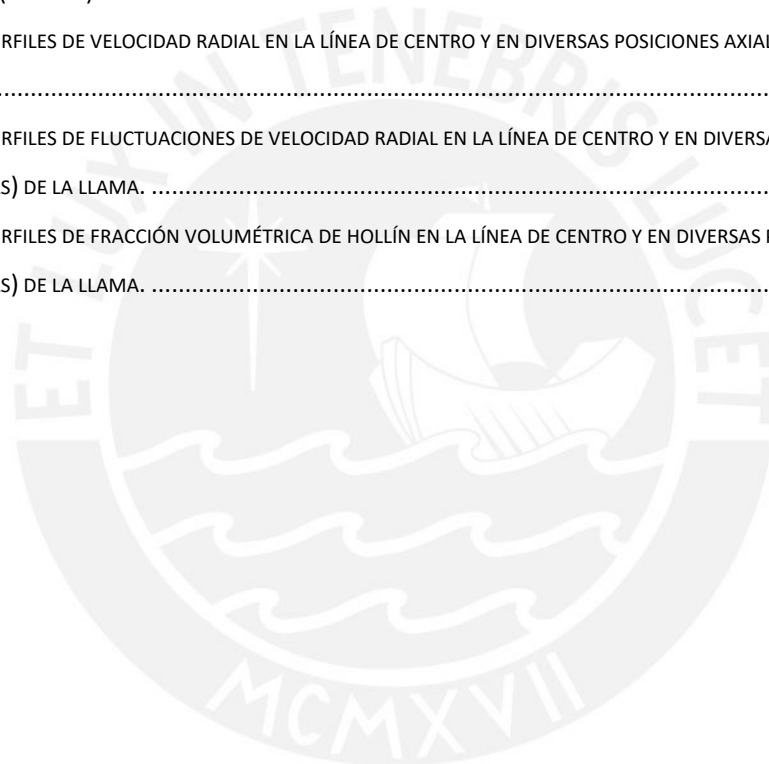 RFILES DE VELOCIDAD RADIAL EN LA LÍNEA DE CENTRO Y EN DIVERSAS POSICIONES AXIAL
....................................................................................................
RFILES DE FLUCTUACIONES DE VELOCIDAD RADIAL EN LA LÍNEA DE CENTRO Y EN DIVERSA
S) DE LA LLAMA. ....................................................................................
RFILES DE FRACCIÓN VOLUMÉTRICA DE HOLLÍN EN LA LÍNEA DE CENTRO Y EN DIVERSAS
S) DE LA LLAMA. ....................................................................................
ET LUX IN TENEBRIS LUCET
MCMXVII